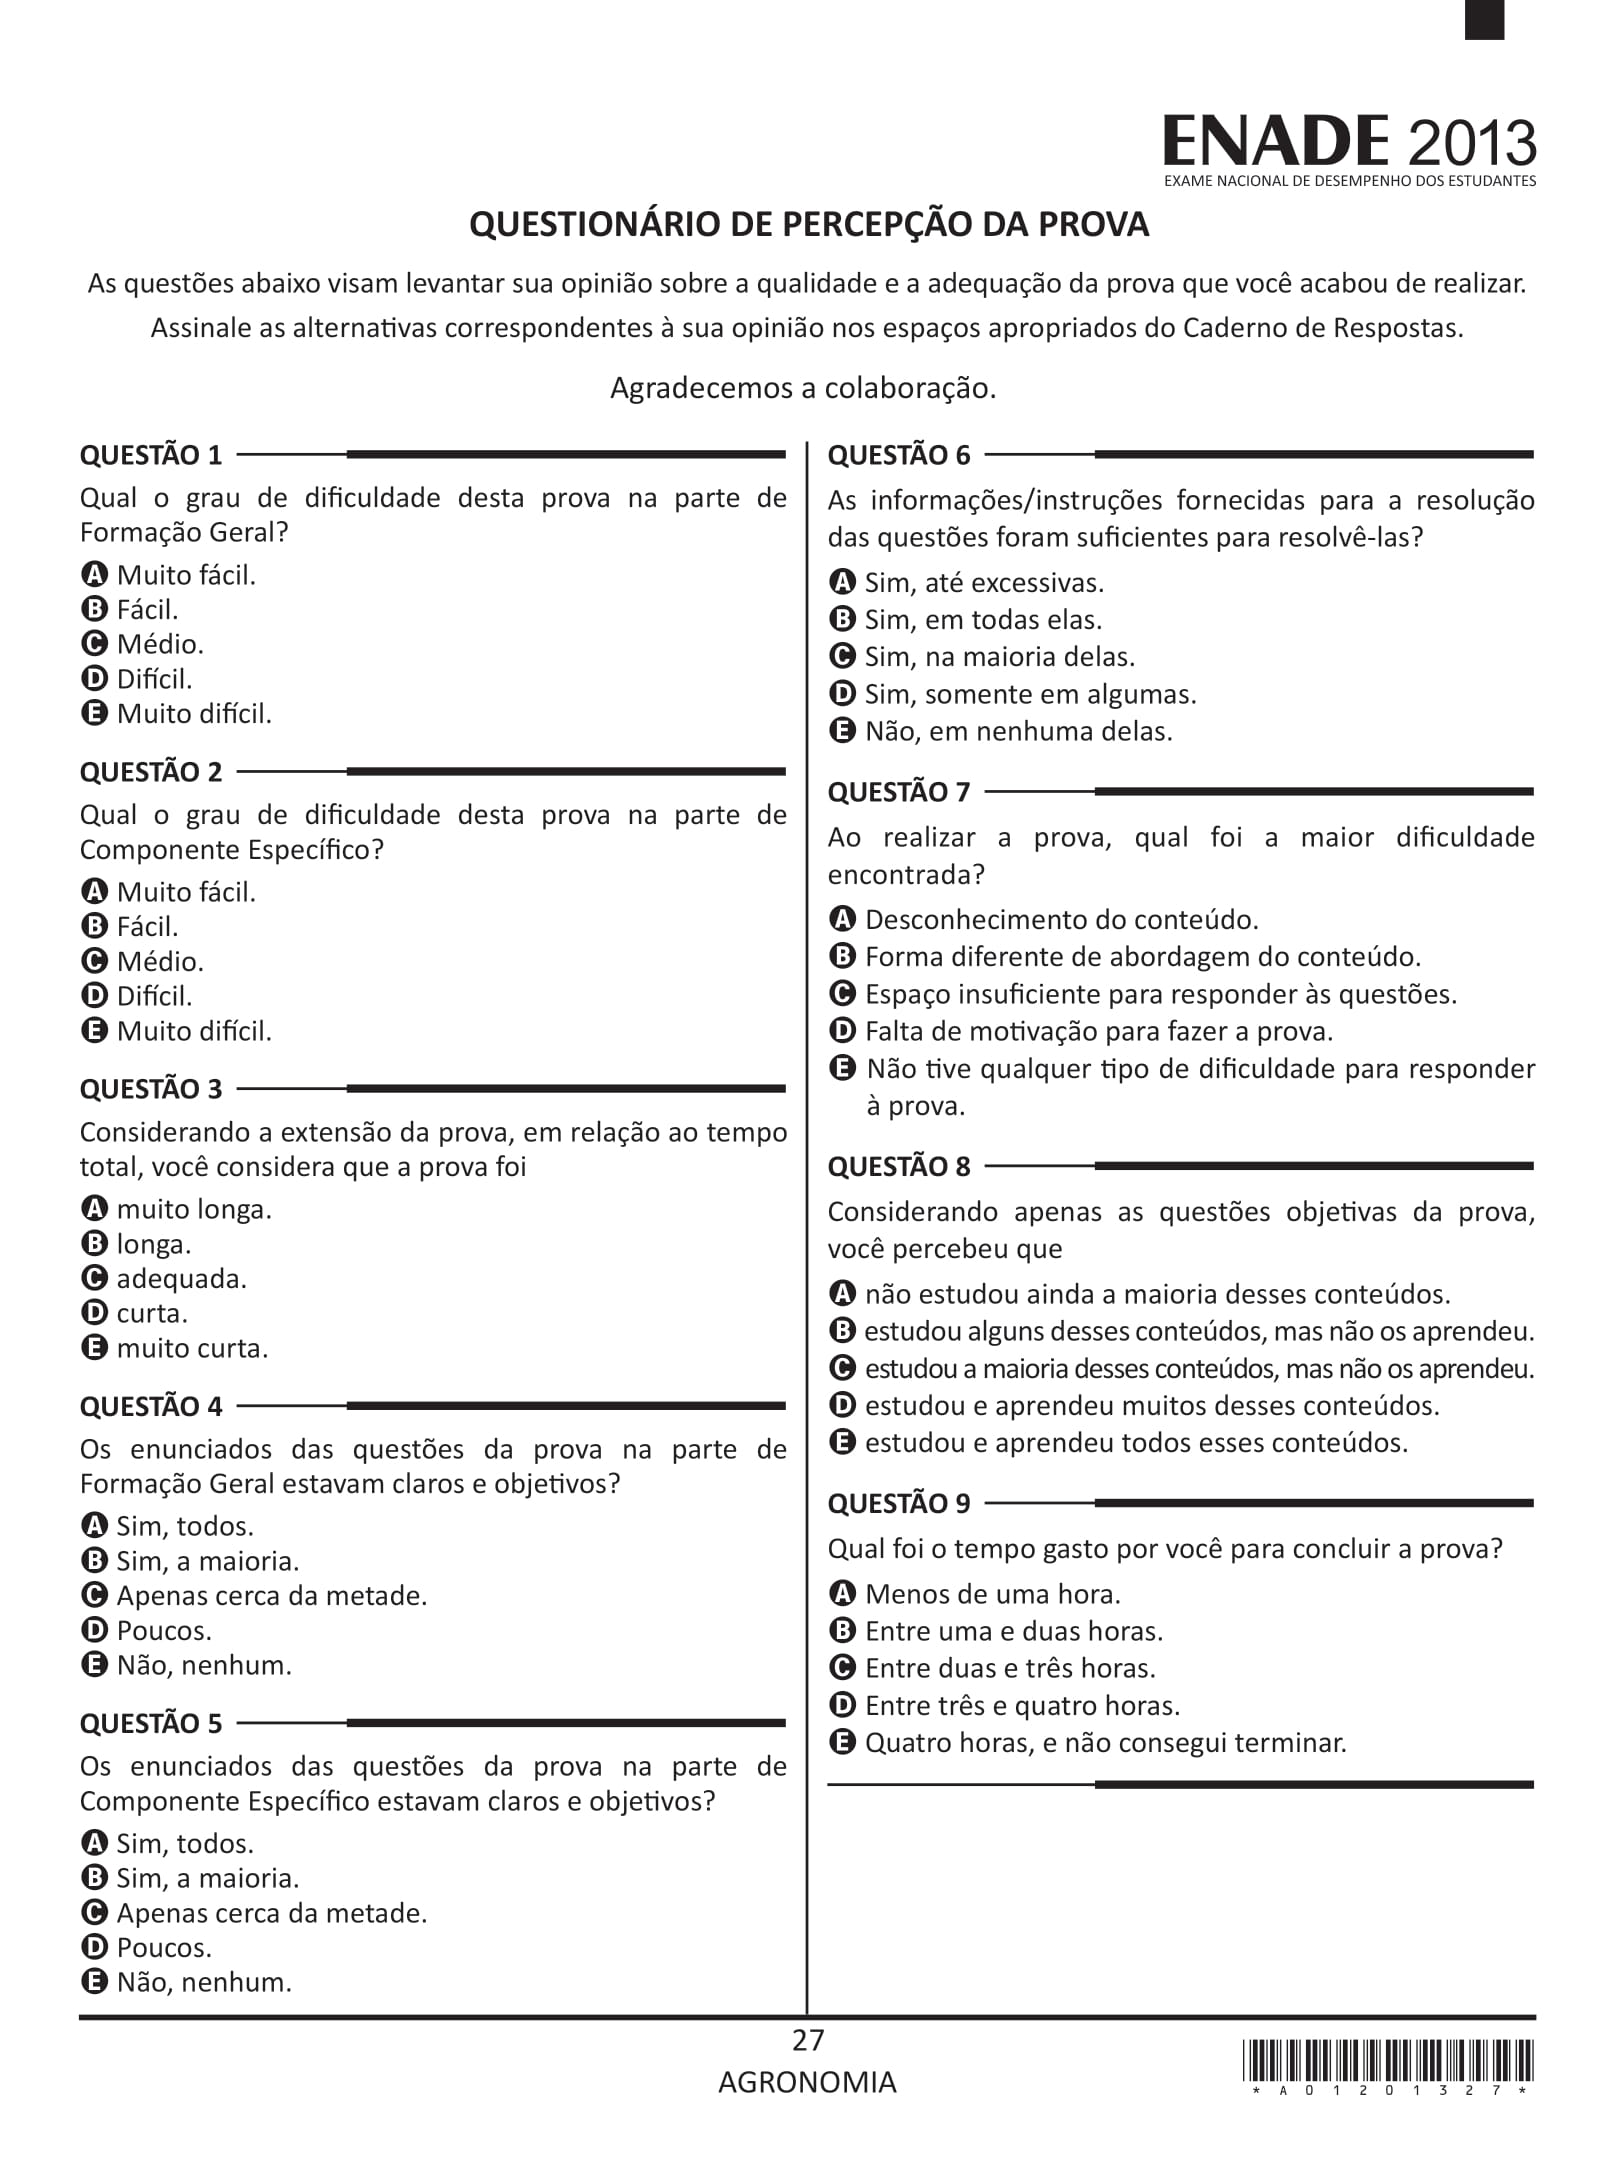 ENADE 2013
EXAME NACIONAL DE DESEMPENHO DOS ESTUDANTES
QUESTIONÁRIO DE PERCEPÇÃO DA PROVA
As questões abaixo visam levantar sua opinião sobre a qualidade e a adequação da prova que você acabou de realizar.
Assinale as alternativas correspondentes à sua opinião nos espaços apropriados do Caderno de Respostas.
Agradecemos a colaboração.
QUESTÃO 1
Qual o grau de dificuldade desta prova na parte de
Formação Geral?
A Muito fácil.
B Fácil.
C Médio.
D Difícil.
E Muito difícil.
QUESTÃO 2
Qual o grau de dificuldade desta prova na parte de
Componente Específico?
A Muito fácil.
B Fácil.
C Médio.
D Difícil.
E Muito difícil.
QUESTÃO 3
Considerando a extensão da prova, em relação ao tempo
total, você considera que a prova foi
A muito longa.
B longa.
C adequada.
D curta.
E muito curta.
QUESTÃO 4
Os enunciados das questões da prova na parte de
Formação Geral estavam claros e objetivos?
A Sim, todos.
B Sim, a maioria.
C Apenas cerca da metade.
D Poucos.
E Não, nenhum.
QUESTÃO 5
Os enunciados das questões da prova na parte de
Componente Específico estavam claros e objetivos?
A Sim, todos.
B Sim, a maioria.
C Apenas cerca da metade.
D Poucos.
E Não, nenhum.
QUESTÃO 6
As informações/instruções fornecidas para a resolução
das questões foram suficientes para resolvê-las?
A Sim, até excessivas.
B Sim, em todas elas.
C Sim, na maioria delas.
D Sim, somente em algumas.
E Não, em nenhuma delas.
QUESTÃO 7
Ao realizar a prova, qual foi a maior dificuldade
encontrada?
A Desconhecimento do conteúdo.
B Forma diferente de abordagem do conteúdo.
C Espaço insuficiente para responder às questões.
D Falta de motivação para fazer a prova.
E Não tive qualquer tipo de dificuldade para responder
à prova.
QUESTÃO 8
Considerando apenas as questões objetivas da prova,
você percebeu que
A não estudou ainda a maioria desses conteúdos.
B estudou alguns desses conteúdos, mas não os aprendeu.
C estudou a maioria desses conteúdos, mas não os aprendeu.
D estudou e aprendeu muitos desses conteúdos.
E estudou e aprendeu todos esses conteúdos.
QUESTÃO 9
Qual foi o tempo gasto por você para concluir a prova?
A Menos de uma hora.
B Entre uma e duas horas.
C Entre duas e três horas.
D Entre três e quatro horas.
E Quatro horas, e não consegui terminar.
27
AGRONOMIA
* A 0 1 2 0 1 3 2 7 *